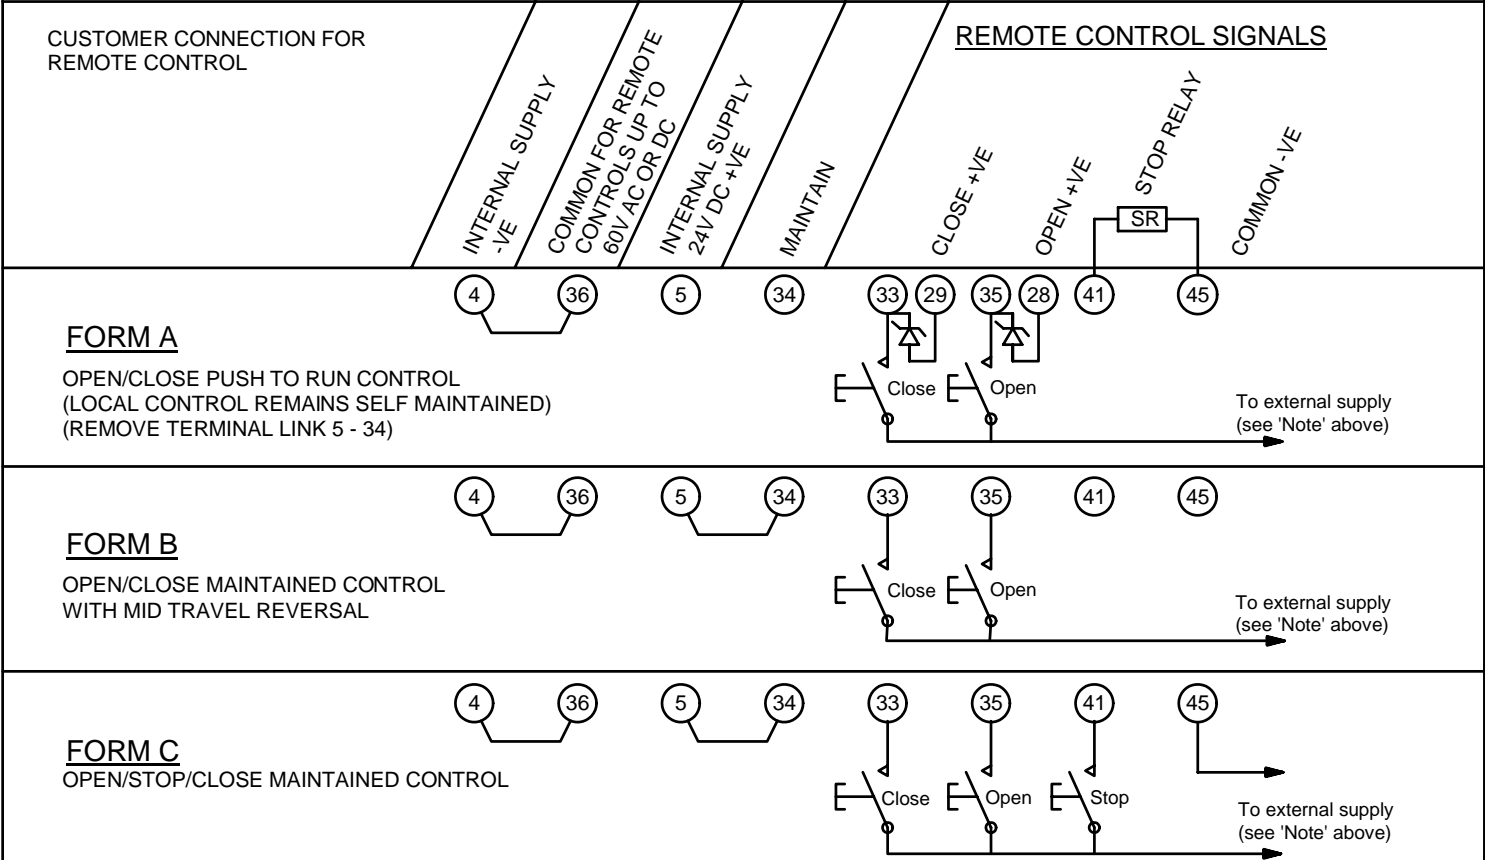 CUSTOMER CONNECTION FOR
REMOTE CONTROL
INTERNAL SUPPLY
-VE
COMMON FOR REMOTE
CONTROLS UP TO
60V AC OR DC
INTERNAL SUPPLY
24V DC +VE
MAINTAIN
REMOTE CONTROL SIGNALS
CLOSE +VE
OPEN +VE
STOP RELAY
SR
COMMON -VE
4 36 5 34 33 29 35 28 41 45
FORM A
OPEN/CLOSE PUSH TO RUN CONTROL
(LOCAL CONTROL REMAINS SELF MAINTAINED)
(REMOVE TERMINAL LINK 5 - 34)
Close Open
To external supply
(see 'Note' above)
4 36 5 34 33 35 41 45
FORM B
OPEN/CLOSE MAINTAINED CONTROL
WITH MID TRAVEL REVERSAL
Close Open
To external supply
(see 'Note' above)
4 36 5 34 33 35 41 45
FORM C
OPEN/STOP/CLOSE MAINTAINED CONTROL
Close Open Stop
To external supply
(see 'Note' above)